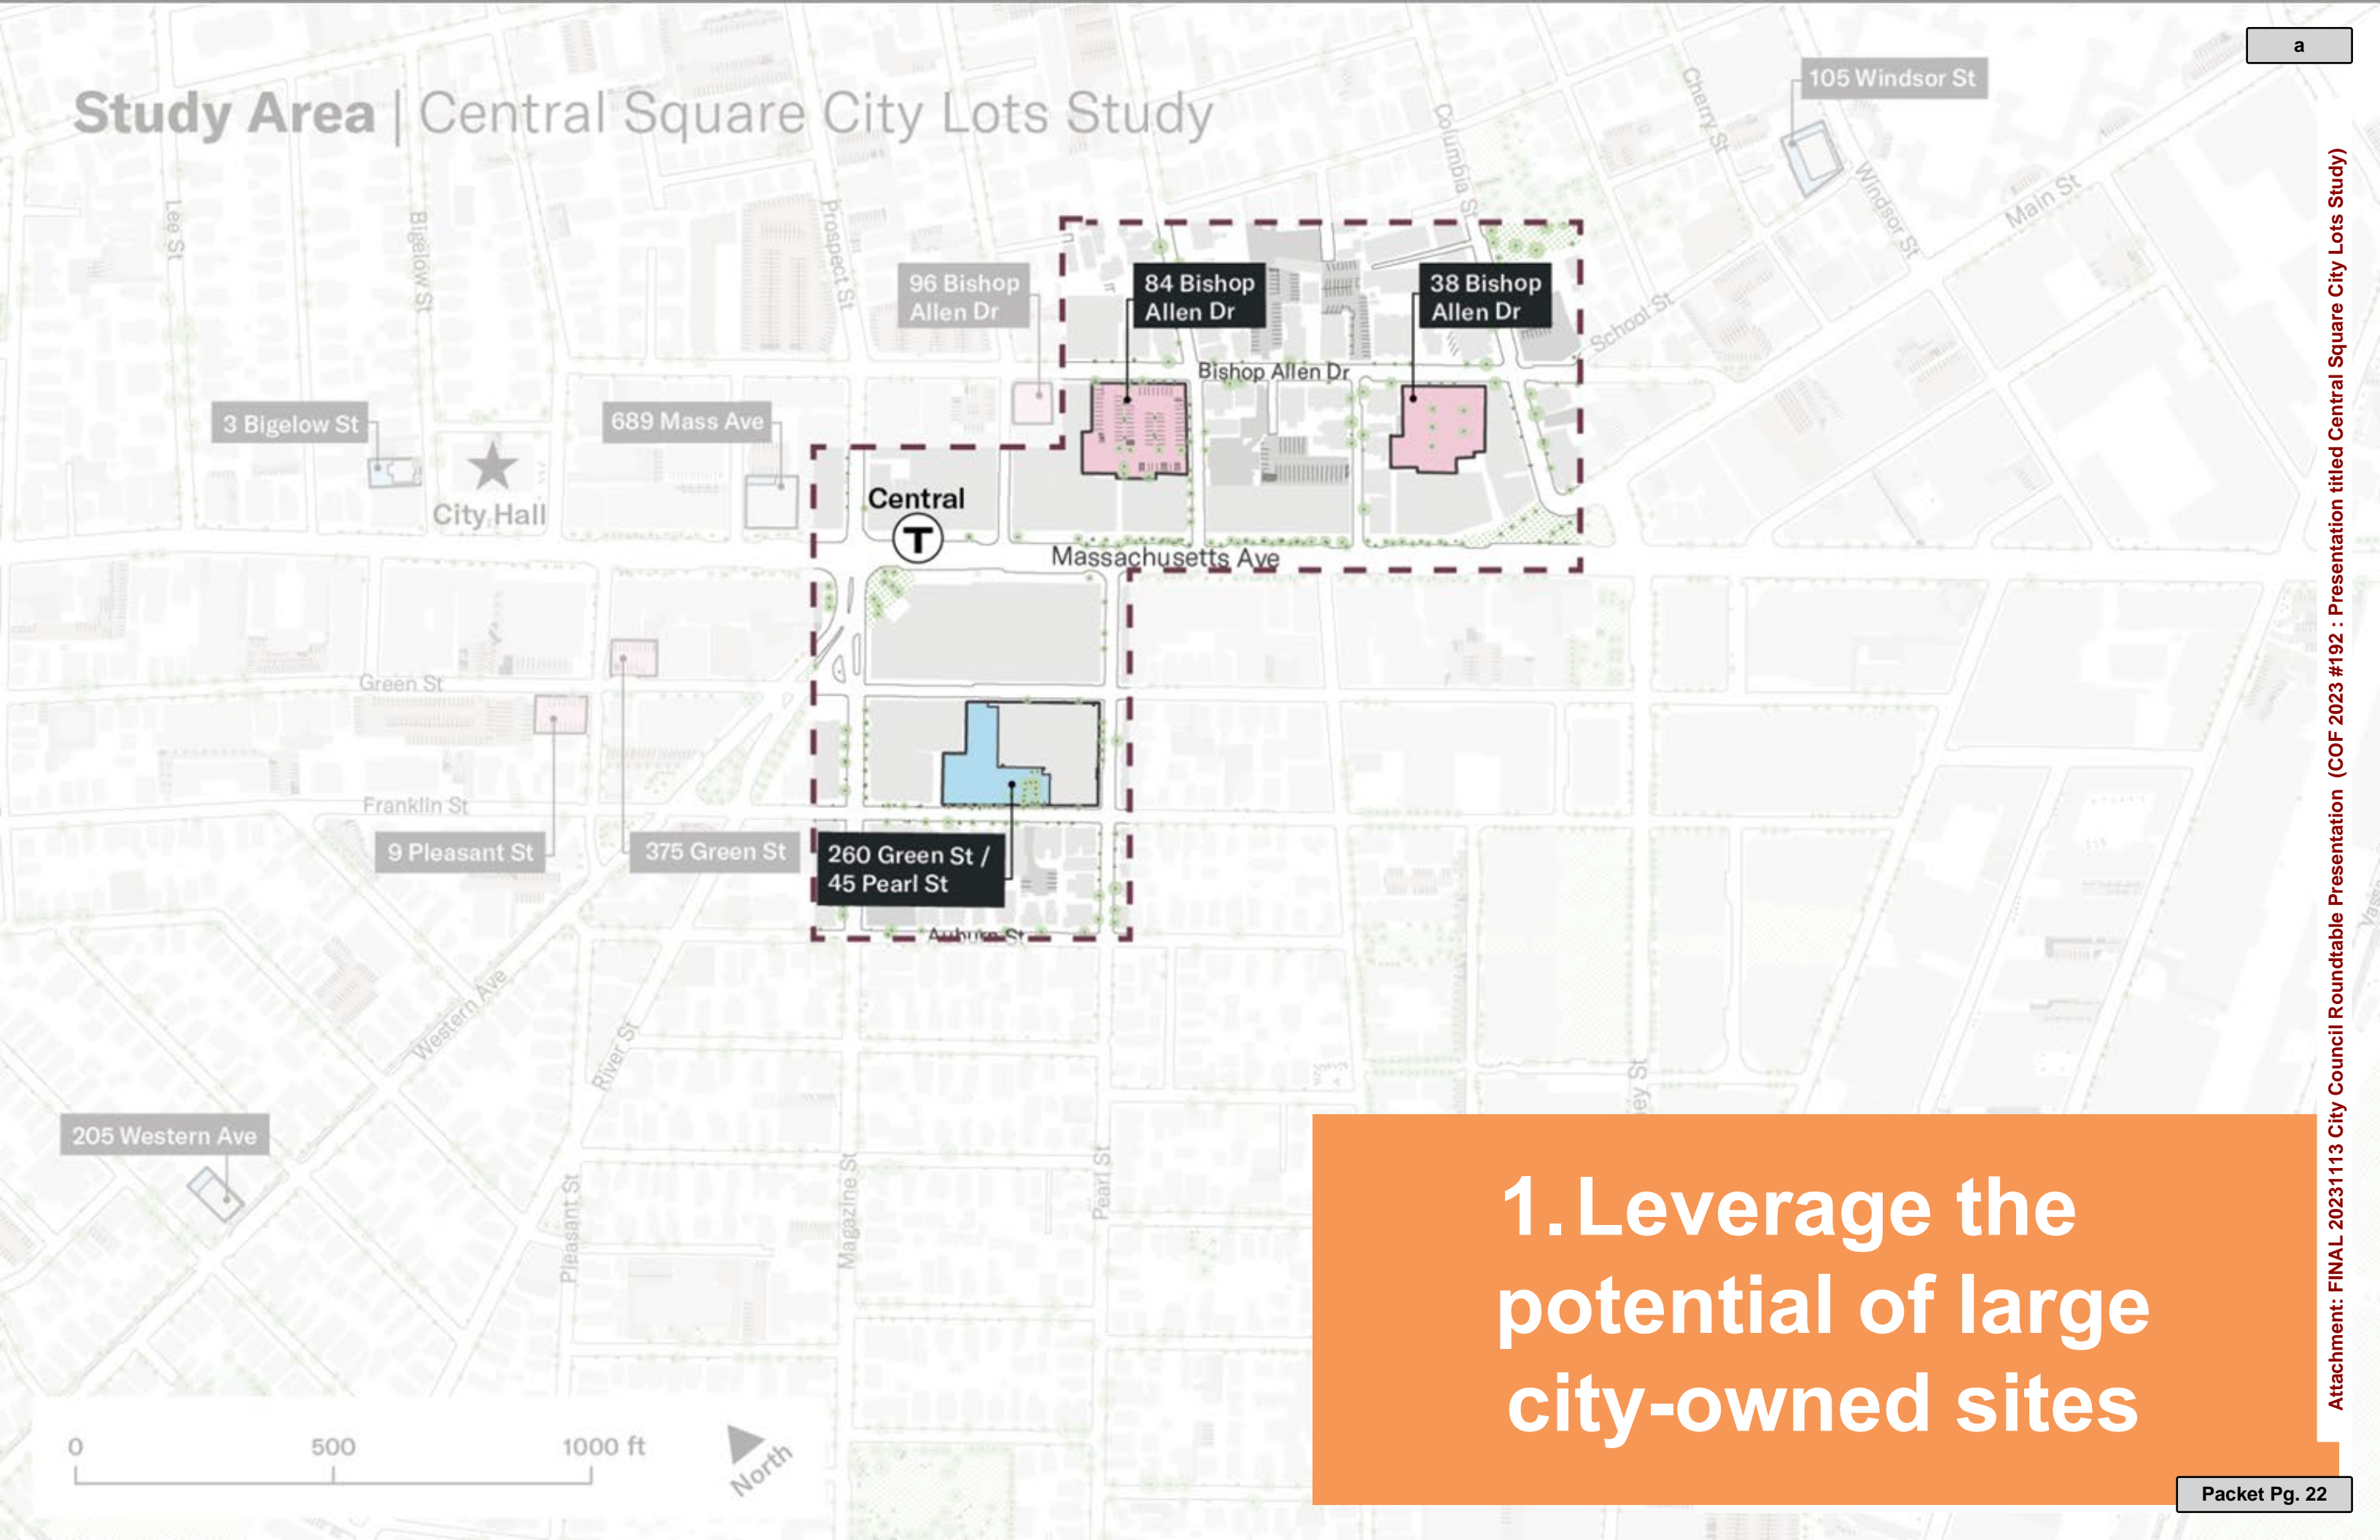 a
Study Area | Central Square City Lots Study
105 Windsor St
Cherry St
Columbia St
Windsor St
Main St
Lee St
Bigelow St
Prospect St
96 Bishop
Allen Dr
84 Bishop
Allen Dr
38 Bishop
Allen Dr
School St
Bishop Allen Dr
3 Bigelow St
689 Mass Ave
City Hall
Central
T
Massachusetts Ave
Green St
Franklin St
9 Pleasant St
375 Green St
260 Green St /
45 Pearl St
Auburn St
Western Ave
River St
205 Western Ave
Pleasant St
Magazine St
Pearl St
1. Leverage the
potential of large
city-owned sites
0 500 1000 ft
North
Attachment: FINAL 20231113 City Council Roundtable Presentation (COF 2023 #192 : Presentation titled Central Square City Lots Study)
Packet Pg. 22